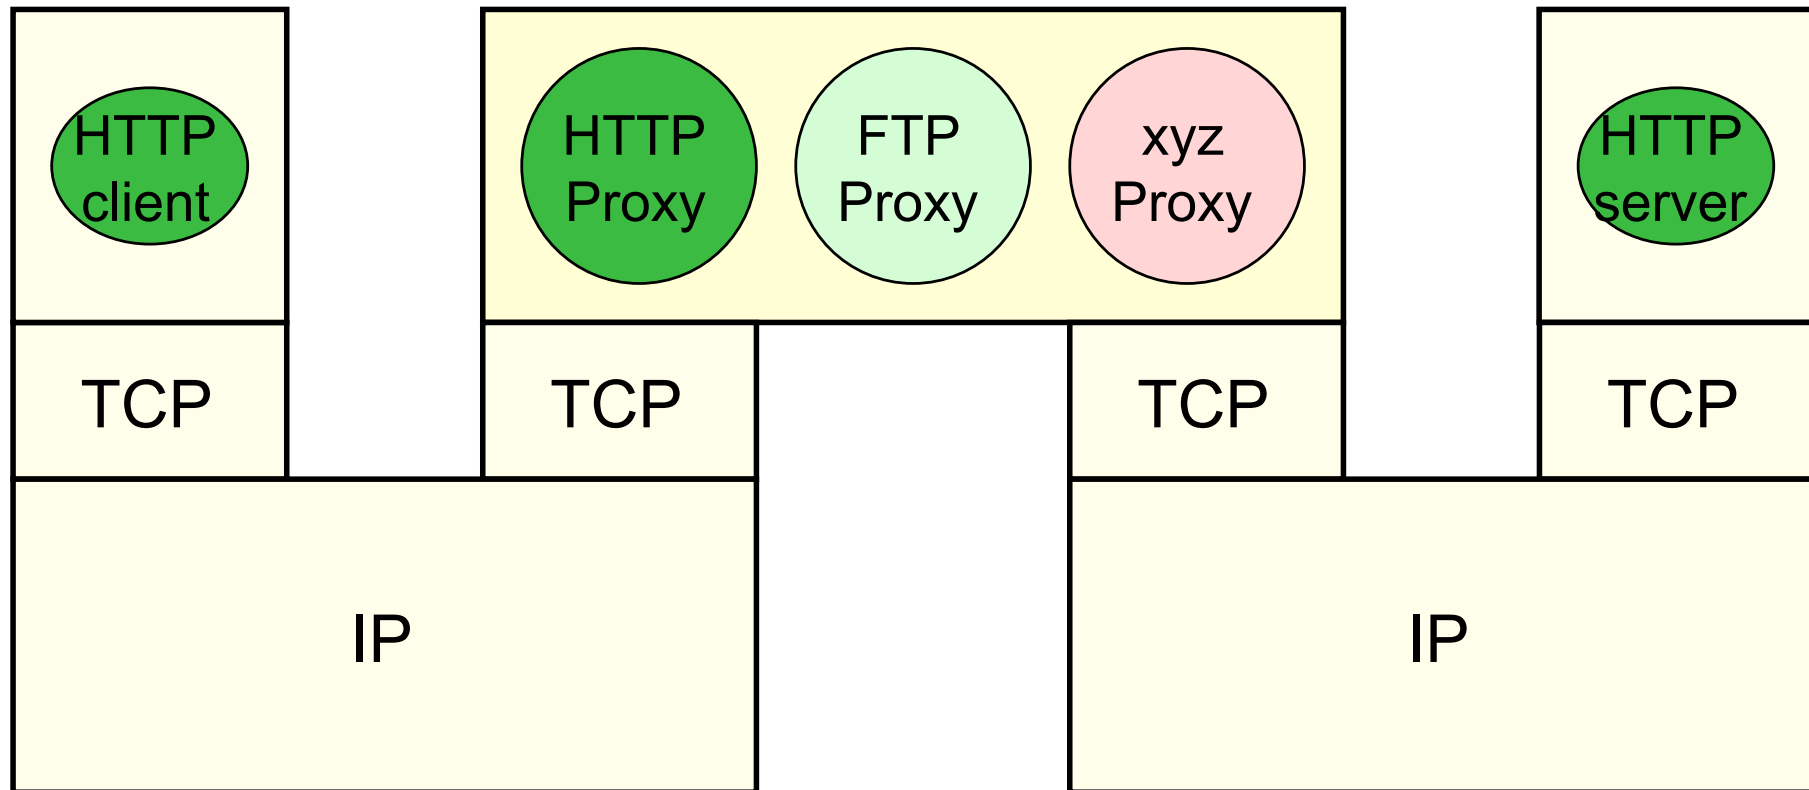 HTTP
client
HTTP
Proxy
FTP
Proxy
xyz
Proxy
HTTP
server
TCP
TCP
TCP
TCP
IP
IP